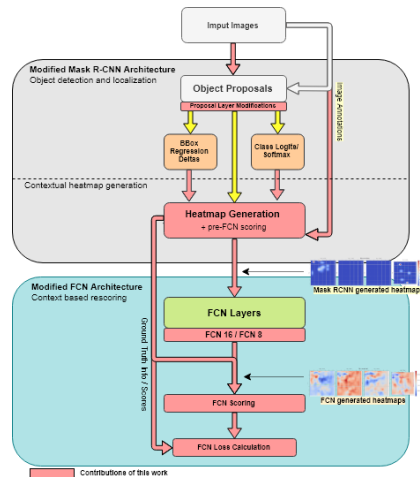 Imput Images
Modified Mask R-CNN Architecture
Object detection and localization
Object Proposals
Proposal Layer Modifications
Image Annotations
BBox
Regression
Deltas
Class Logits/
Softmax
Contextual heatmap generation
Heatmap Generation
+ pre-FCN scoring
Mask RCNN generated heatmap
Modified FCN Architecture
Context based rescoring
FCN Layers
FCN 16 / FCN 8
Ground Truth Info / Scores
FCN generated heatmaps
FCN Scoring
FCN Loss Calculation
Contributions of this work